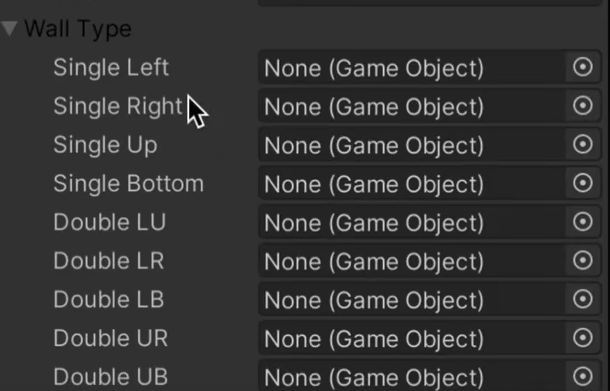 Wall Type
Single Left None (Game Object)
Single Right None (Game Object)
Single Up None (Game Object)
Single Bottom None (Game Object)
Double LU None (Game Object)
Double LR None (Game Object)
Double LB None (Game Object)
Double UR None (Game Object)
Double UB None (Game Object)